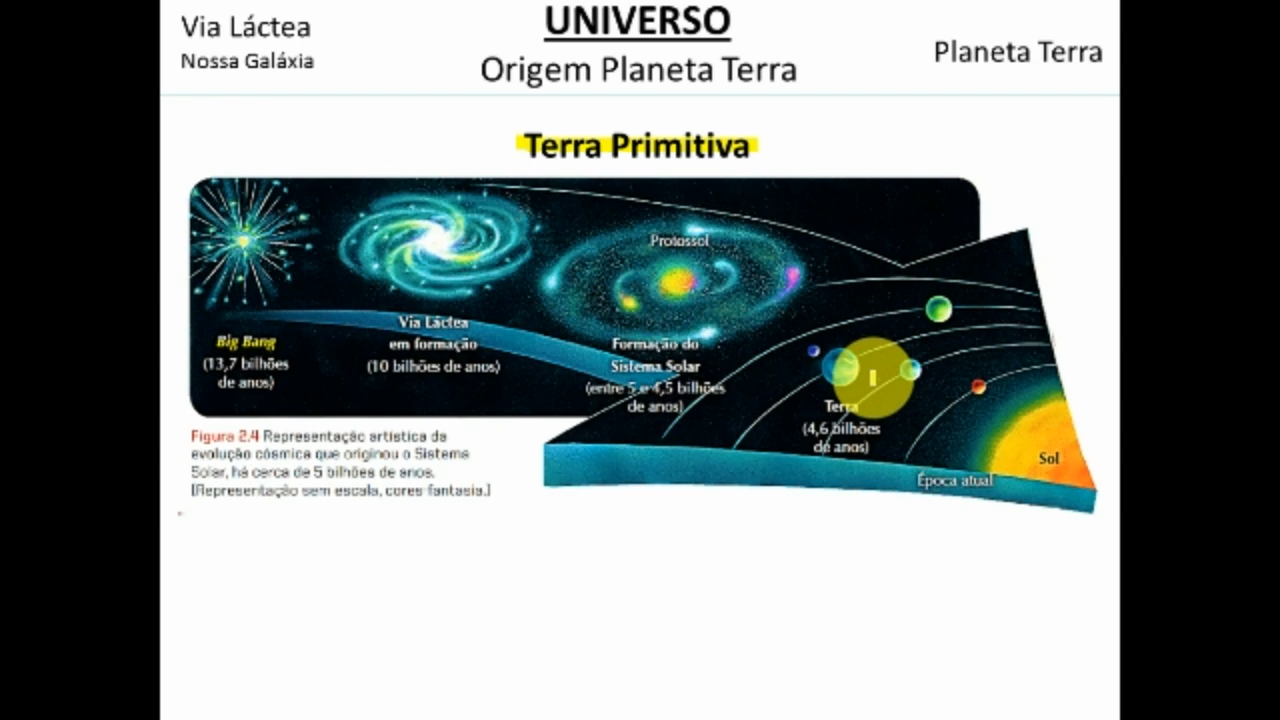 Via Láctea
Nossa Galáxia
UNIVERSO
Origem Planeta Terra
Planeta Terra
Terra Primitiva
Big Bang
(13,7 bilhões
de anos)
Via Láctea
em formação
(10 bilhões de anos)
Protossol
Formação do
Sistema Solar
(entre 5 e 4,5 bilhões
de anos)
Terra
(4,6 bilhões
de anos)
Sol
Época atual
Figura 2.4 Representação artística da
evolução cósmica que originou o Sistema
Solar, há cerca de 5 bilhões de anos.
(Representação sem escala, cores-fantasia.)